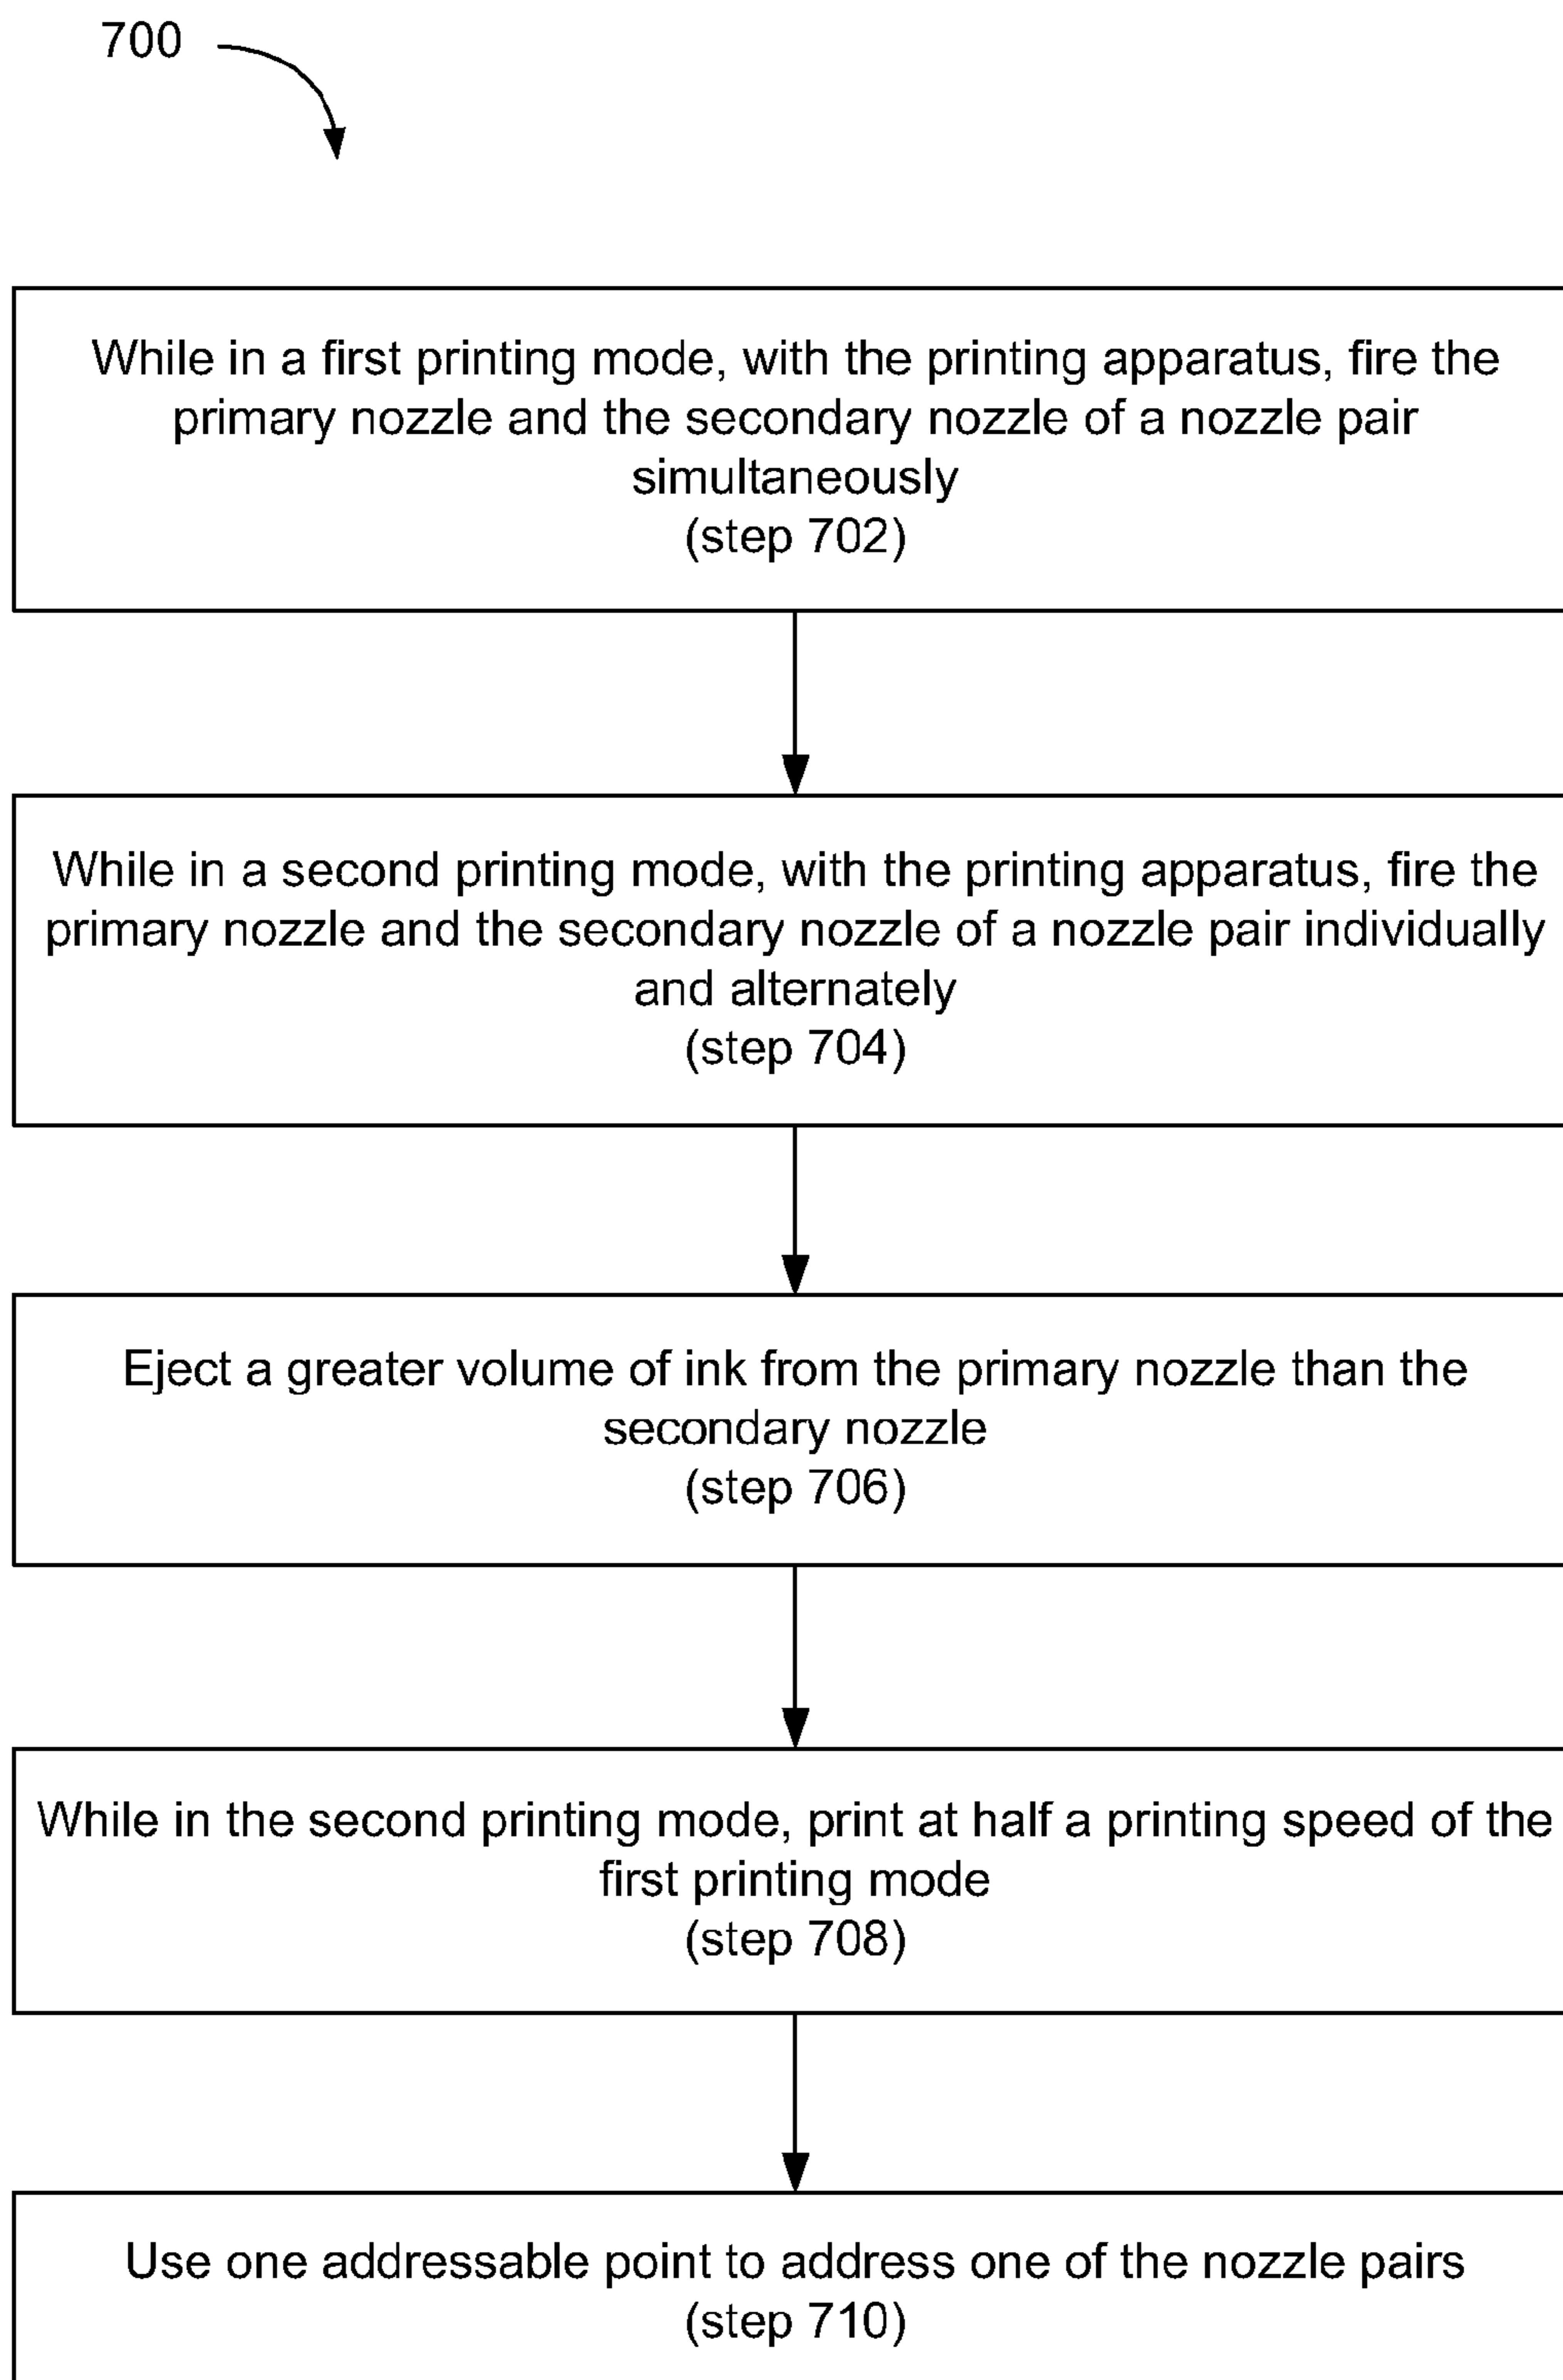 700
While in a first printing mode, with the printing apparatus, fire the
primary nozzle and the secondary nozzle of a nozzle pair
simultaneously
(step 702)
While in a second printing mode, with the printing apparatus, fire the
primary nozzle and the secondary nozzle of a nozzle pair individually
and alternately
(step 704)
Eject a greater volume of ink from the primary nozzle than the
secondary nozzle
(step 706)
While in the second printing mode, print at half a printing speed of the
first printing mode
(step 708)
Use one addressable point to address one of the nozzle pairs
(step 710)